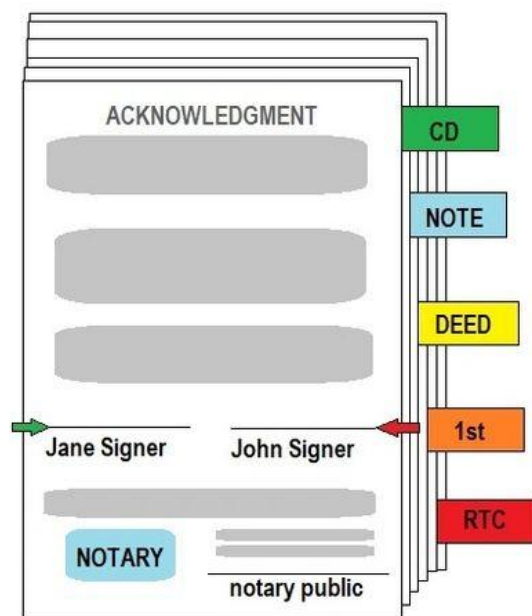 ACKNOWLEDGMENT
CD
NOTE
DEED
Jane Signer
John Signer
1st
RTC
NOTARY
notary public